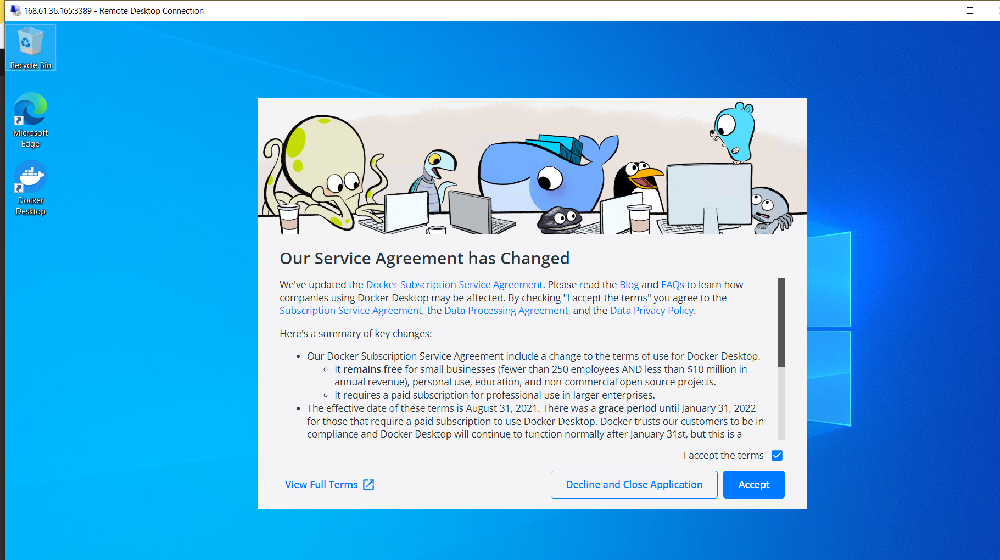 168.61.36.165:3389 - Remote Desktop Connection
Recycle Bin
Microsoft
Edge
Docker
Desktop
Our Service Agreement has Changed
We've updated the Docker Subscription Service Agreement. Please read the Blog and FAQs to learn how
companies using Docker Desktop may be affected. By checking "I accept the terms" you agree to the
Subscription Service Agreement, the Data Processing Agreement, and the Data Privacy Policy.
Here's a summary of key changes:
• Our Docker Subscription Service Agreement include a change to the terms of use for Docker Desktop.
◦ It remains free for small businesses (fewer than 250 employees AND less than $10 million in
annual revenue), personal use, education, and non-commercial open source projects.
◦ It requires a paid subscription for professional use in larger enterprises.
• The effective date of these terms is August 31, 2021. There was a grace period until January 31, 2022
for those that require a paid subscription to use Docker Desktop. Docker trusts our customers to be in
compliance and Docker Desktop will continue to function normally after January 31st, but this is a
I accept the terms
View Full Terms
Decline and Close Application
Accept